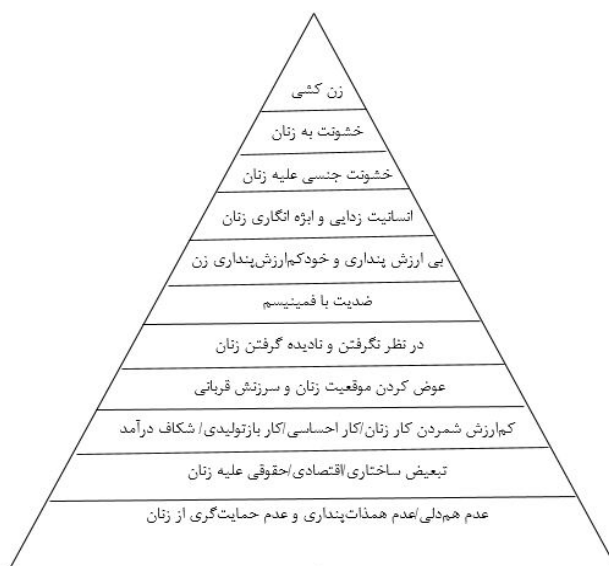 زن کشی
خشونت به زنان
خشونت جنسی علیه زنان
انسانیت زدایی و ابژه انگاری زنان
بی ارزش پنداری و خودکم‌ارزش‌پنداری زن
ضدیت با فمینیسم
در نظر نگرفتن و نادیده گرفتن زنان
عوض کردن موقعیت زنان و سرزنش قربانی
کم‌ارزش شمردن کار زنان/کار احساسی/کار بازتولیدی/ شکاف درآمد
تبعیض ساختاری/اقتصادی/حقوقی علیه زنان
عدم هم‌دلی/عدم همذات‌پنداری و عدم حمایت‌گری از زنان